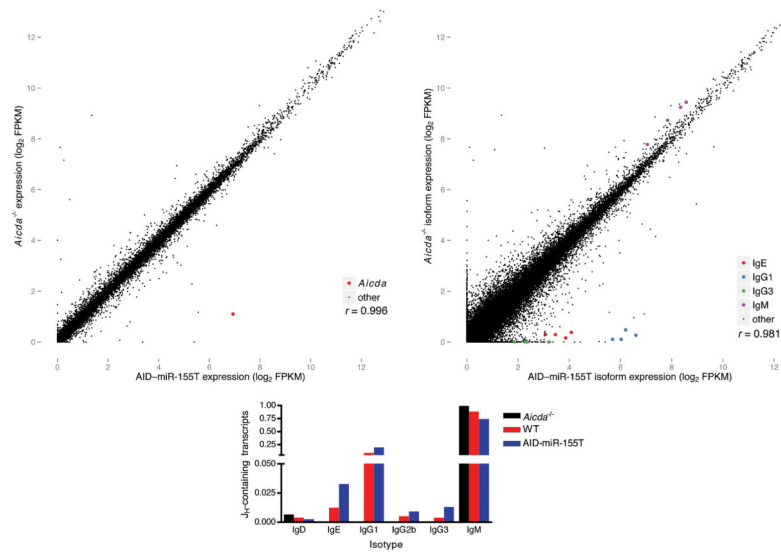 12
10
8
6
4
2
0
Aicda-/- expression (log2 FPKM)
0 2 4 6 8 10 12
AID–miR-155T expression (log2 FPKM)
Aicda
other
r = 0.996
12
10
8
6
4
2
0
Aicda-/- isoform expression (log2 FPKM)
0 2 4 6 8 10 12
AID–miR-155T isoform expression (log2 FPKM)
IgE
IgG1
IgG3
IgM
other
r = 0.981
JH-containing transcripts
1.00
0.75
0.50
0.25
0.050
0.025
0.000
IgD IgE IgG1 IgG2b IgG3 IgM
Isotype
Aicda-/-
WT
AID-miR-155T